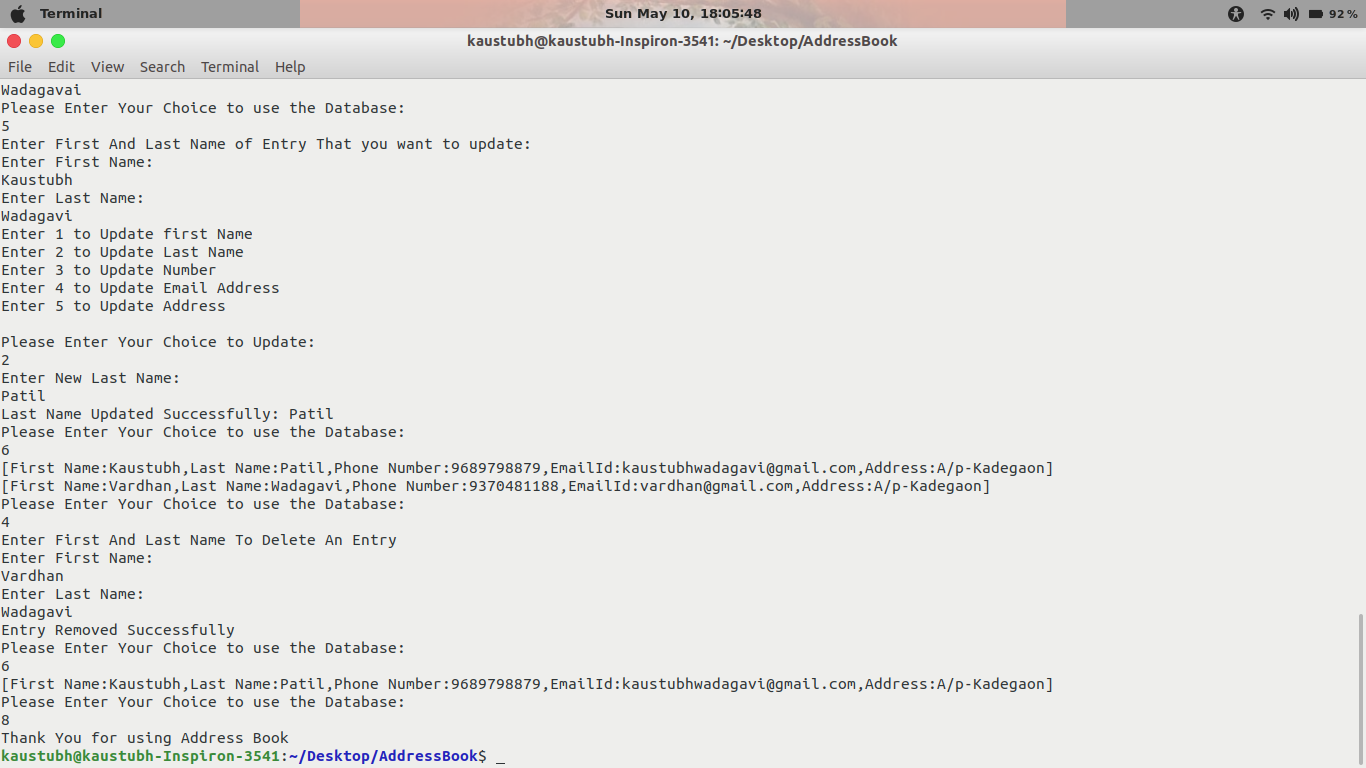 Terminal
Sun May 10, 18:05:48
92 %
kaustubh@kaustubh-Inspiron-3541: ~/Desktop/AddressBook
File Edit View Search Terminal Help
Wadagavai
Please Enter Your Choice to use the Database:
5
Enter First And Last Name of Entry That you want to update:
Enter First Name:
Kaustubh
Enter Last Name:
Wadagavi
Enter 1 to Update first Name
Enter 2 to Update Last Name
Enter 3 to Update Number
Enter 4 to Update Email Address
Enter 5 to Update Address
Please Enter Your Choice to Update:
2
Enter New Last Name:
Patil
Last Name Updated Successfully: Patil
Please Enter Your Choice to use the Database:
6
[First Name:Kaustubh,Last Name:Patil,Phone Number:9689798879,EmailId:kaustubhwadagavi@gmail.com,Address:A/p-Kadegaon]
[First Name:Vardhan,Last Name:Wadagavi,Phone Number:9370481188,EmailId:vardhan@gmail.com,Address:A/p-Kadegaon]
Please Enter Your Choice to use the Database:
4
Enter First And Last Name To Delete An Entry
Enter First Name:
Vardhan
Enter Last Name:
Wadagavi
Entry Removed Successfully
Please Enter Your Choice to use the Database:
6
[First Name:Kaustubh,Last Name:Patil,Phone Number:9689798879,EmailId:kaustubhwadagavi@gmail.com,Address:A/p-Kadegaon]
Please Enter Your Choice to use the Database:
8
Thank You for using Address Book
kaustubh@kaustubh-Inspiron-3541:~/Desktop/AddressBook$ _